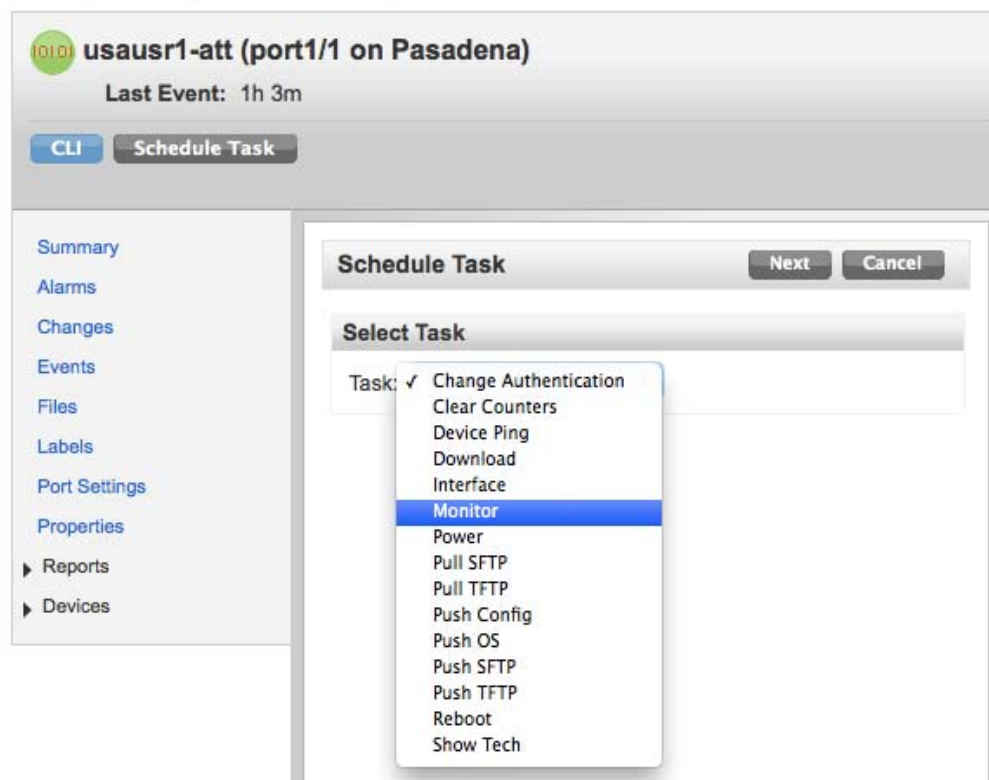 10101 usausr1-att (port1/1 on Pasadena)
Last Event: 1h 3m
CLI Schedule Task
Summary
Alarms
Changes
Events
Files
Labels
Port Settings
Properties
Reports
Devices
Schedule Task Next Cancel
Select Task
Task: ✓ Change Authentication
Clear Counters
Device Ping
Download
Interface
Monitor
Power
Pull SFTP
Pull TFTP
Push Config
Push OS
Push SFTP
Push TFTP
Reboot
Show Tech